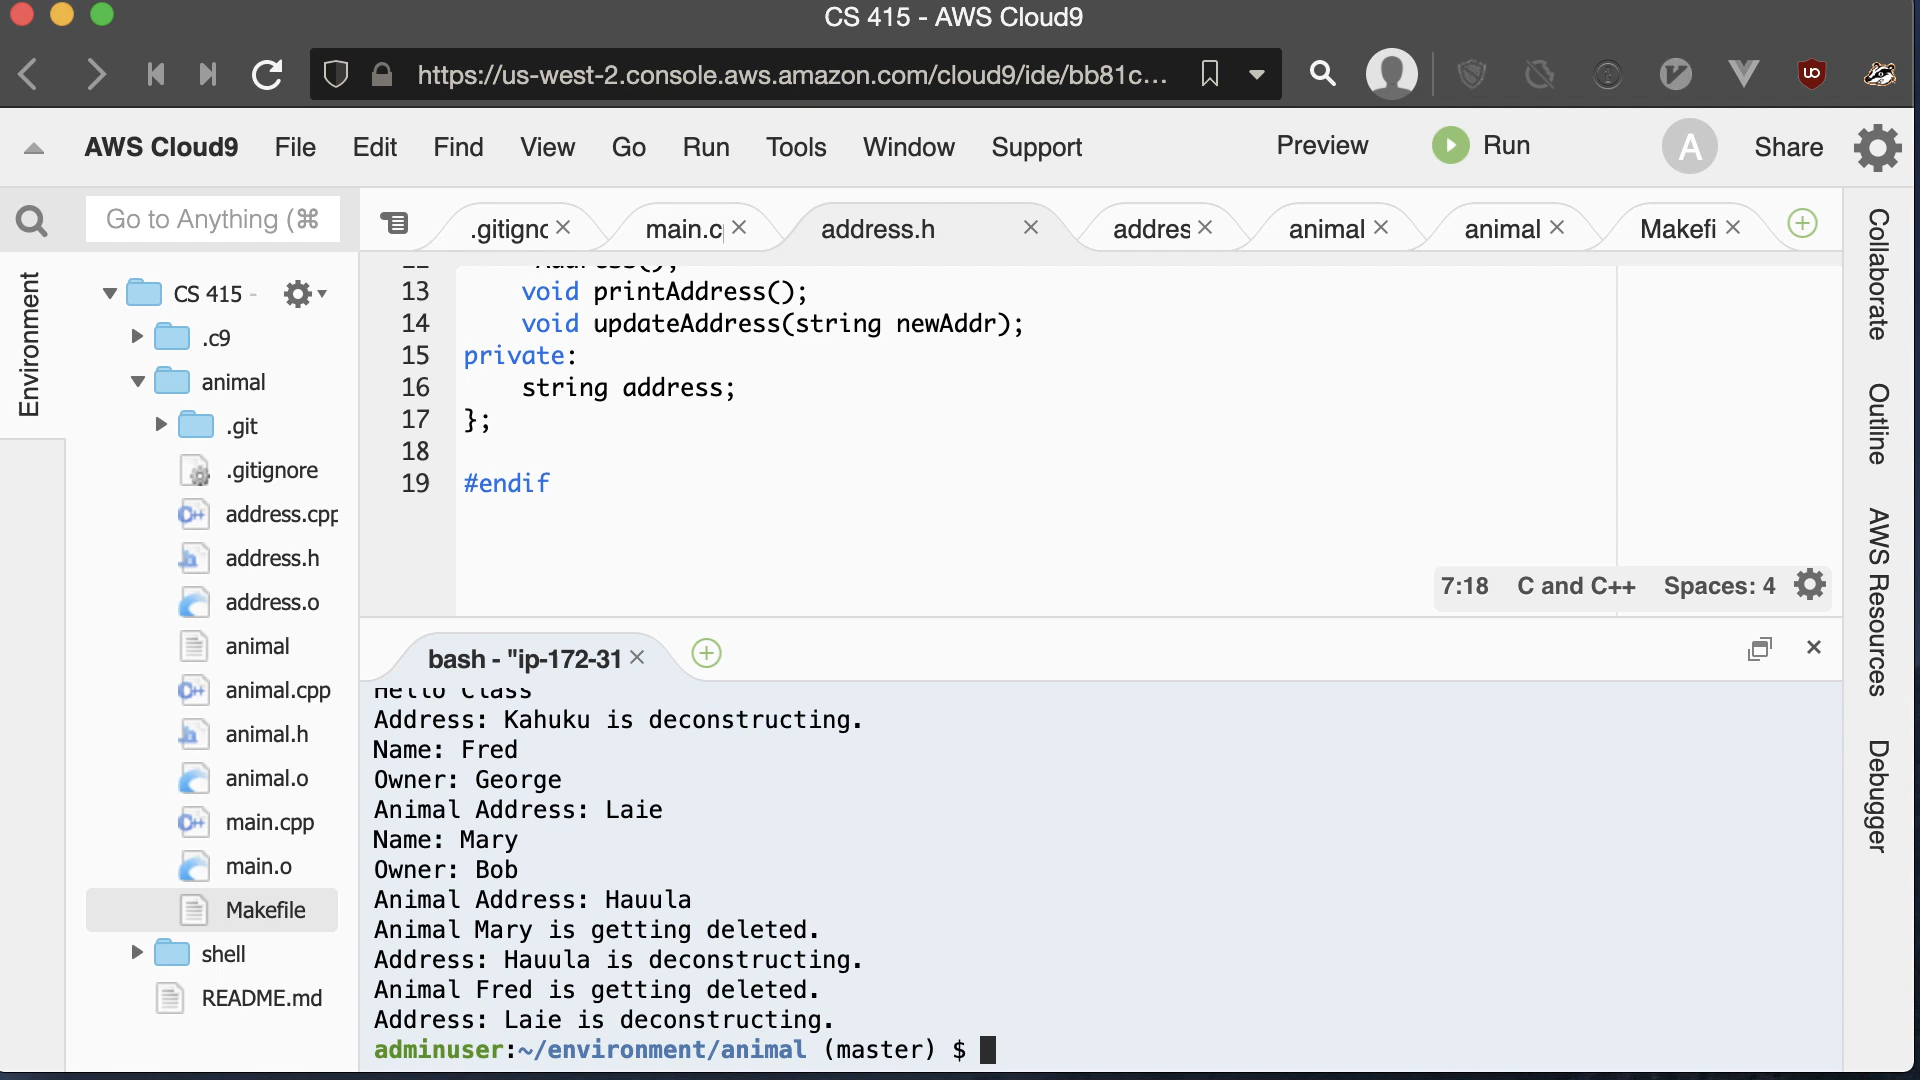 CS 415 - AWS Cloud9
https://us-west-2.console.aws.amazon.com/cloud9/ide/bb81c...
AWS Cloud9 File Edit Find View Go Run Tools Window Support Preview Run A Share
Go to Anything (⌘
.gitignc × main.c × address.h × addres × animal × animal × Makefi ×
Environment
CS 415 -
.c9
animal
.git
.gitignore
address.cpp
address.h
address.o
animal
animal.cpp
animal.h
animal.o
main.cpp
main.o
Makefile
shell
README.md
13 void printAddress();
14 void updateAddress(string newAddr);
15 private:
16 string address;
17 };
18
19 #endif
7:18 C and C++ Spaces: 4
bash - "ip-172-31 ×
Hello Class
Address: Kahuku is deconstructing.
Name: Fred
Owner: George
Animal Address: Laie
Name: Mary
Owner: Bob
Animal Address: Hauula
Animal Mary is getting deleted.
Address: Hauula is deconstructing.
Animal Fred is getting deleted.
Address: Laie is deconstructing.
adminuser:~/environment/animal (master) $
Collaborate
Outline
AWS Resources
Debugger